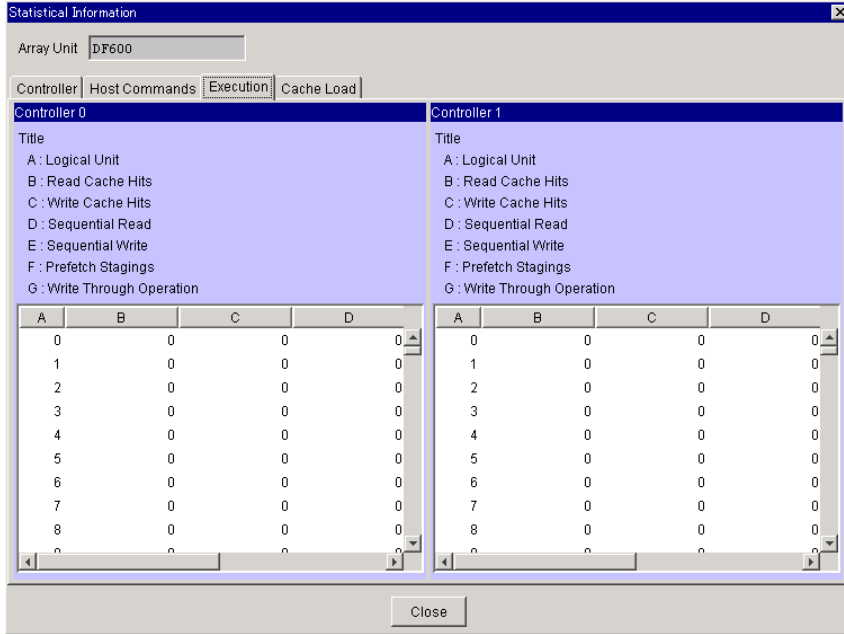 Statistical Information
Array Unit DF600
Controller Host Commands Execution Cache Load
Controller 0
Title
A : Logical Unit
B : Read Cache Hits
C : Write Cache Hits
D : Sequential Read
E : Sequential Write
F : Prefetch Stagings
G : Write Through Operation
A B C D
0 0 0 0
1 0 0 0
2 0 0 0
3 0 0 0
4 0 0 0
5 0 0 0
6 0 0 0
7 0 0 0
8 0 0 0
Controller 1
Title
A : Logical Unit
B : Read Cache Hits
C : Write Cache Hits
D : Sequential Read
E : Sequential Write
F : Prefetch Stagings
G : Write Through Operation
A B C D
0 0 0 0
1 0 0 0
2 0 0 0
3 0 0 0
4 0 0 0
5 0 0 0
6 0 0 0
7 0 0 0
8 0 0 0
Close